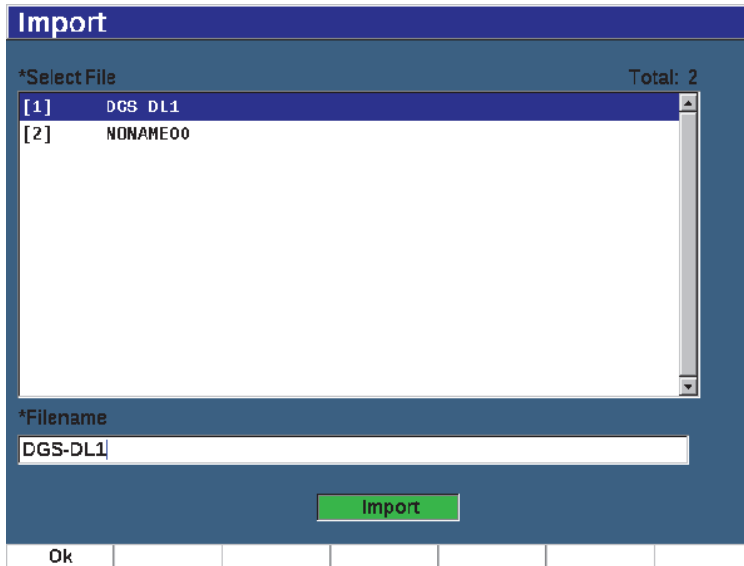 Import
*Select File Total: 2
[1] DGS DL1
[2] NONAME00
*Filename
DGS-DL1
Import
Ok